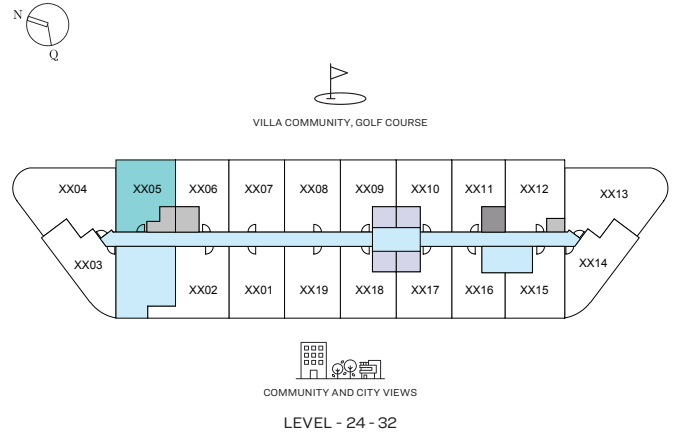 N
Q
VILLA COMMUNITY, GOLF COURSE
XX04 XX05 XX06 XX07 XX08 XX09 XX10 XX11 XX12 XX13
XX03 XX14
XX02 XX01 XX19 XX18 XX17 XX16 XX15
COMMUNITY AND CITY VIEWS
LEVEL - 24 - 32